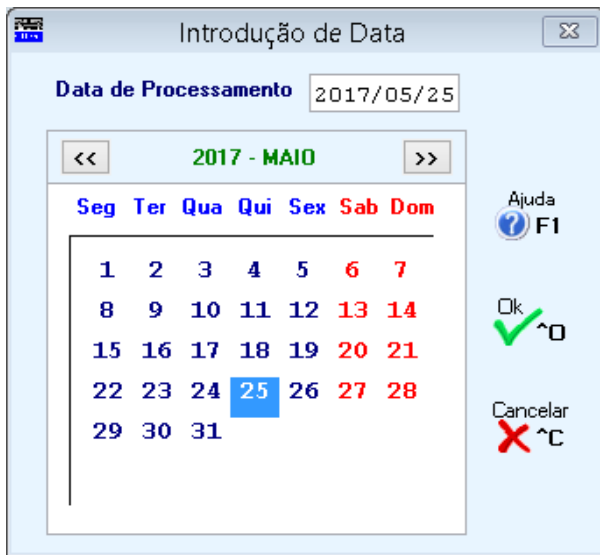 Introdução de Data
Data de Processamento 2017/05/25
<< 2017 - MAIO >>
Seg Ter Qua Qui Sex Sab Dom
1 2 3 4 5 6 7
8 9 10 11 12 13 14
15 16 17 18 19 20 21
22 23 24 25 26 27 28
29 30 31
Ajuda
F1
Ok
^O
Cancelar
^C